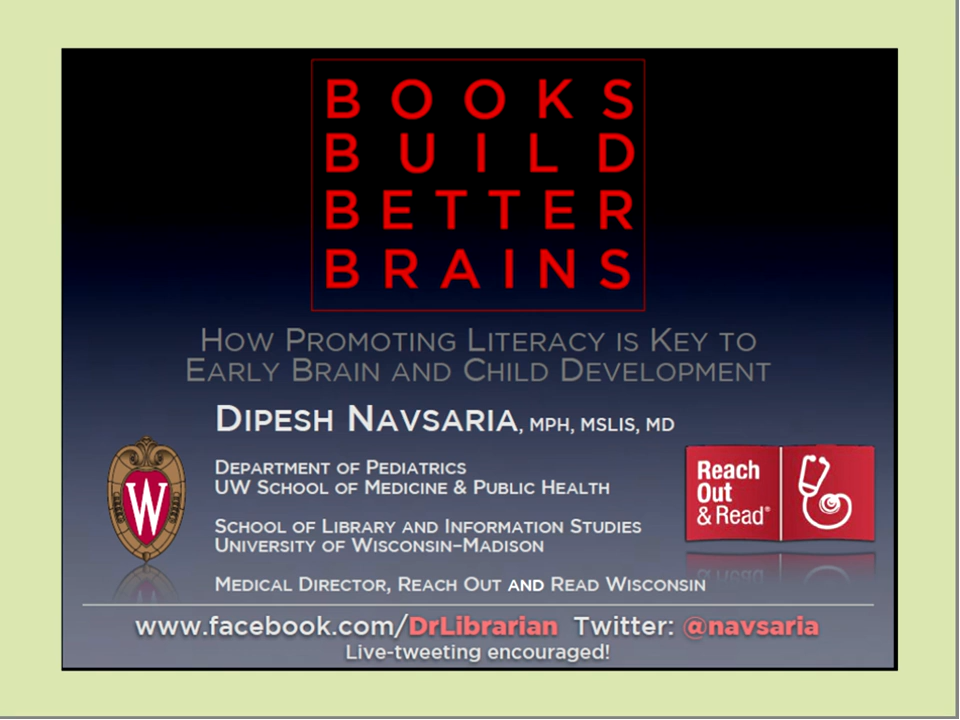 BOOKS
BUILD
BETTER
BRAINS
HOW PROMOTING LITERACY IS KEY TO
EARLY BRAIN AND CHILD DEVELOPMENT
DIPESH NAVSARIA, MPH, MSLIS, MD
DEPARTMENT OF PEDIATRICS
UW SCHOOL OF MEDICINE & PUBLIC HEALTH
SCHOOL OF LIBRARY AND INFORMATION STUDIES
UNIVERSITY OF WISCONSIN–MADISON
MEDICAL DIRECTOR, REACH OUT AND READ WISCONSIN
W
Reach
Out
& Read®
www.facebook.com/DrLibrarian Twitter: @navsaria
Live-tweeting encouraged!